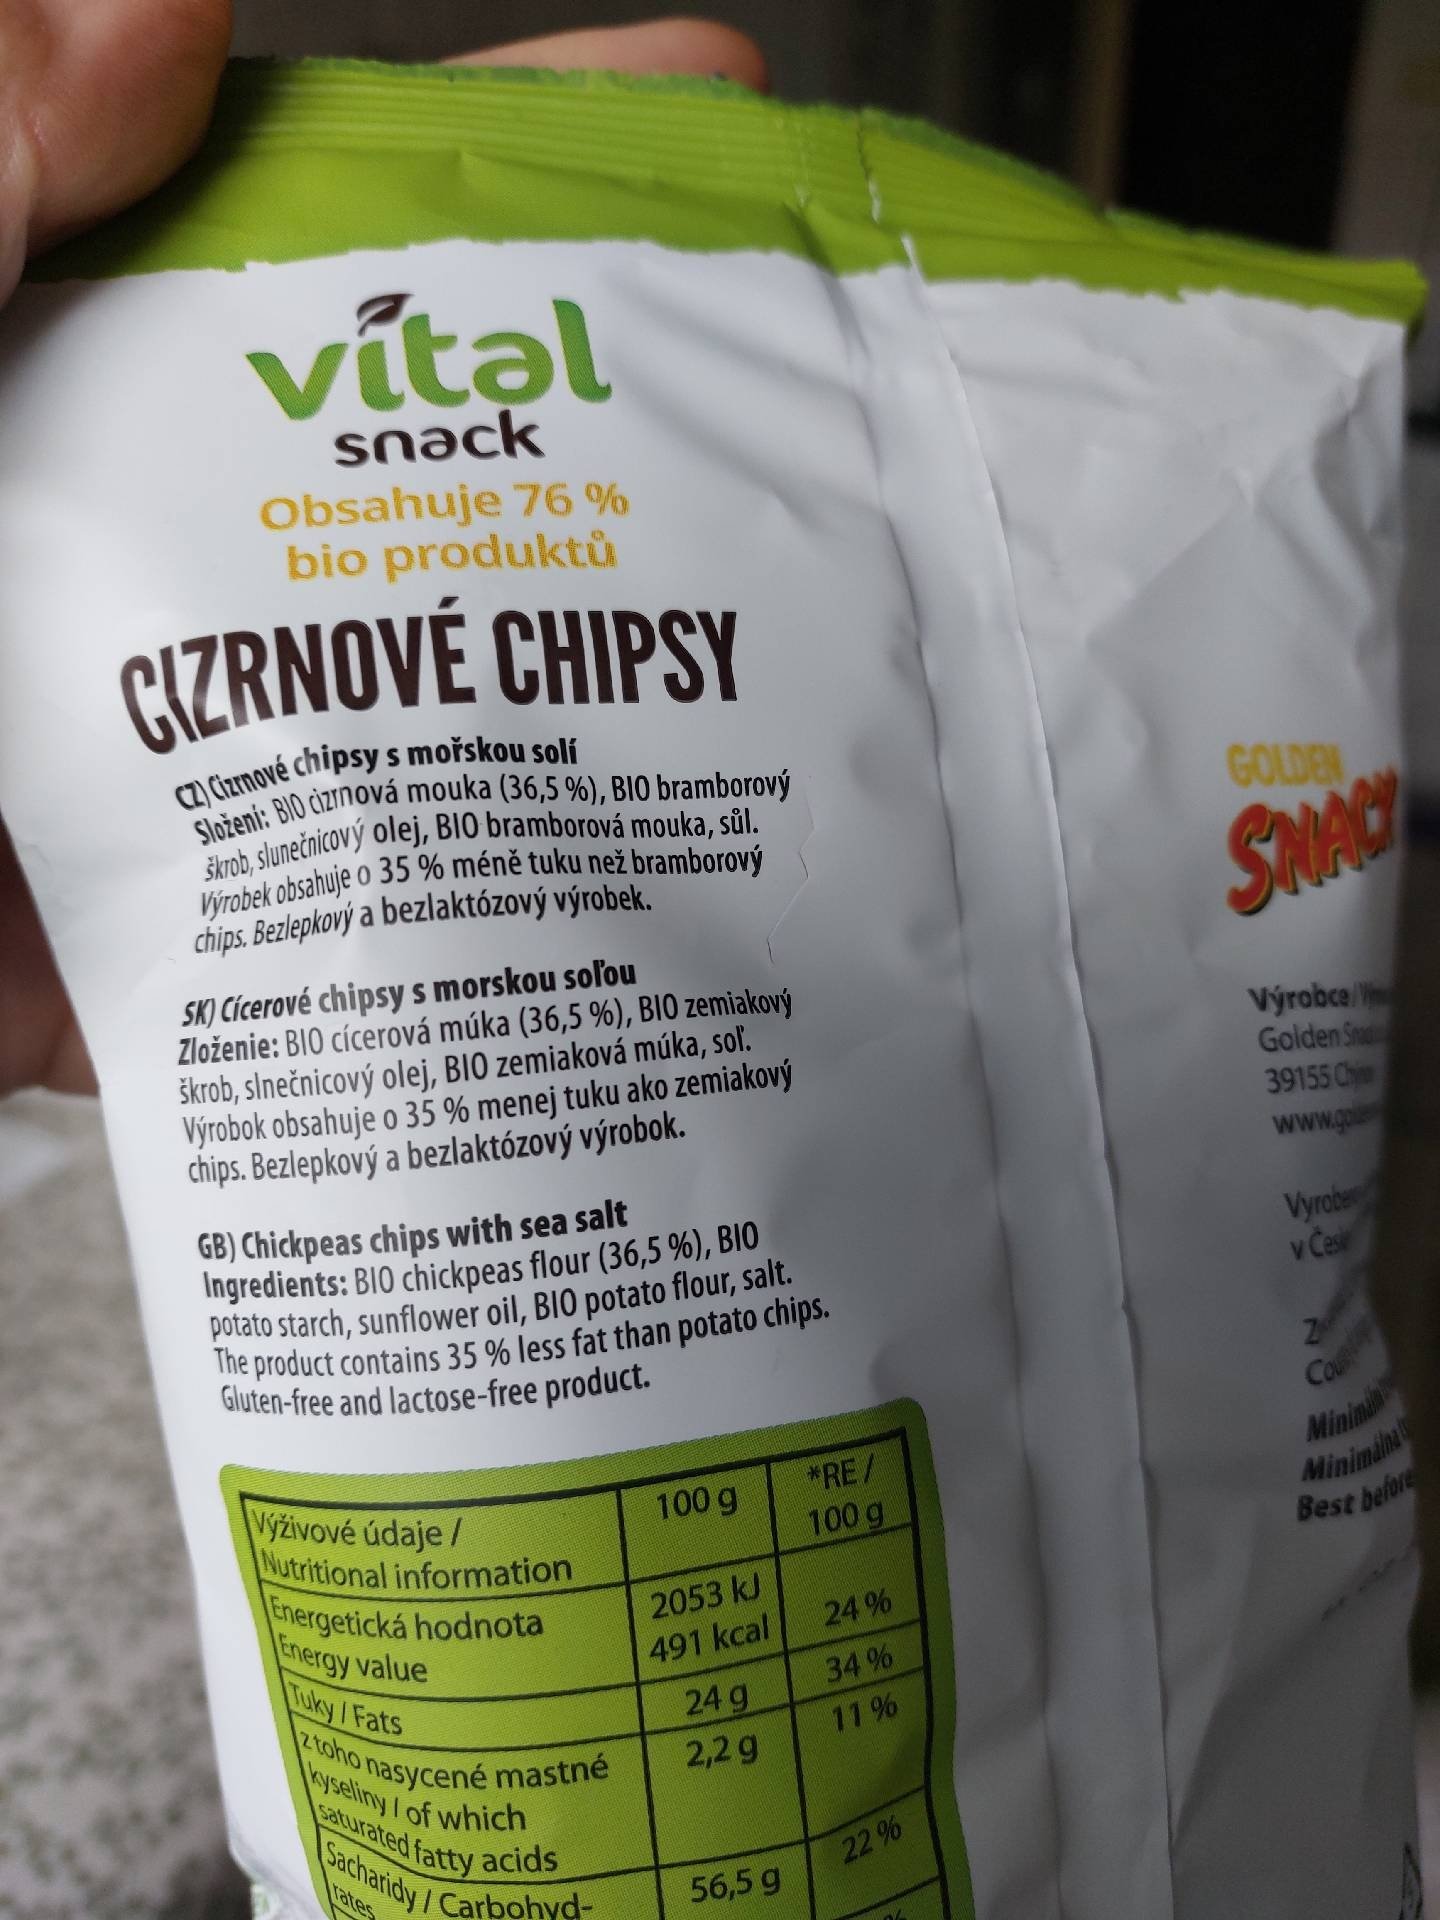 vital
snack
Obsahuje 76 %
bio produktů
CIZRNOVÉ CHIPSY
CZ) Cizrnové chipsy s mořskou solí
Složení: BIO cizrnová mouka (36,5 %), BIO bramborový
škrob, slunečnicový olej, BIO bramborová mouka, sůl.
Výrobek obsahuje o 35 % méně tuku než bramborový
chips. Bezlepkový a bezlaktózový výrobek.
SK) Cícerové chipsy s morskou soľou
Zloženie: BIO cícerová múka (36,5 %), BIO zemiakový
škrob, slnečnicový olej, BIO zemiaková múka, soľ.
Výrobok obsahuje o 35 % menej tuku ako zemiakový
chips. Bezlepkový a bezlaktózový výrobok.
GB) Chickpeas chips with sea salt
Ingredients: BIO chickpeas flour (36,5 %), BIO
potato starch, sunflower oil, BIO potato flour, salt.
The product contains 35 % less fat than potato chips.
Gluten-free and lactose-free product.
Výživové údaje /
Nutritional information
100 g
*RE /
100 g
Energetická hodnota
Energy value
2053 kJ
491 kcal
24 %
Tuky / Fats
24 g
34 %
z toho nasycené mastné
kyseliny / of which
saturated fatty acids
2,2 g
11 %
Sacharidy / Carbohyd-
rates
56,5 g
22 %
GOLDEN
SNACK
Výrobce/
Golden
39155
v
Best before